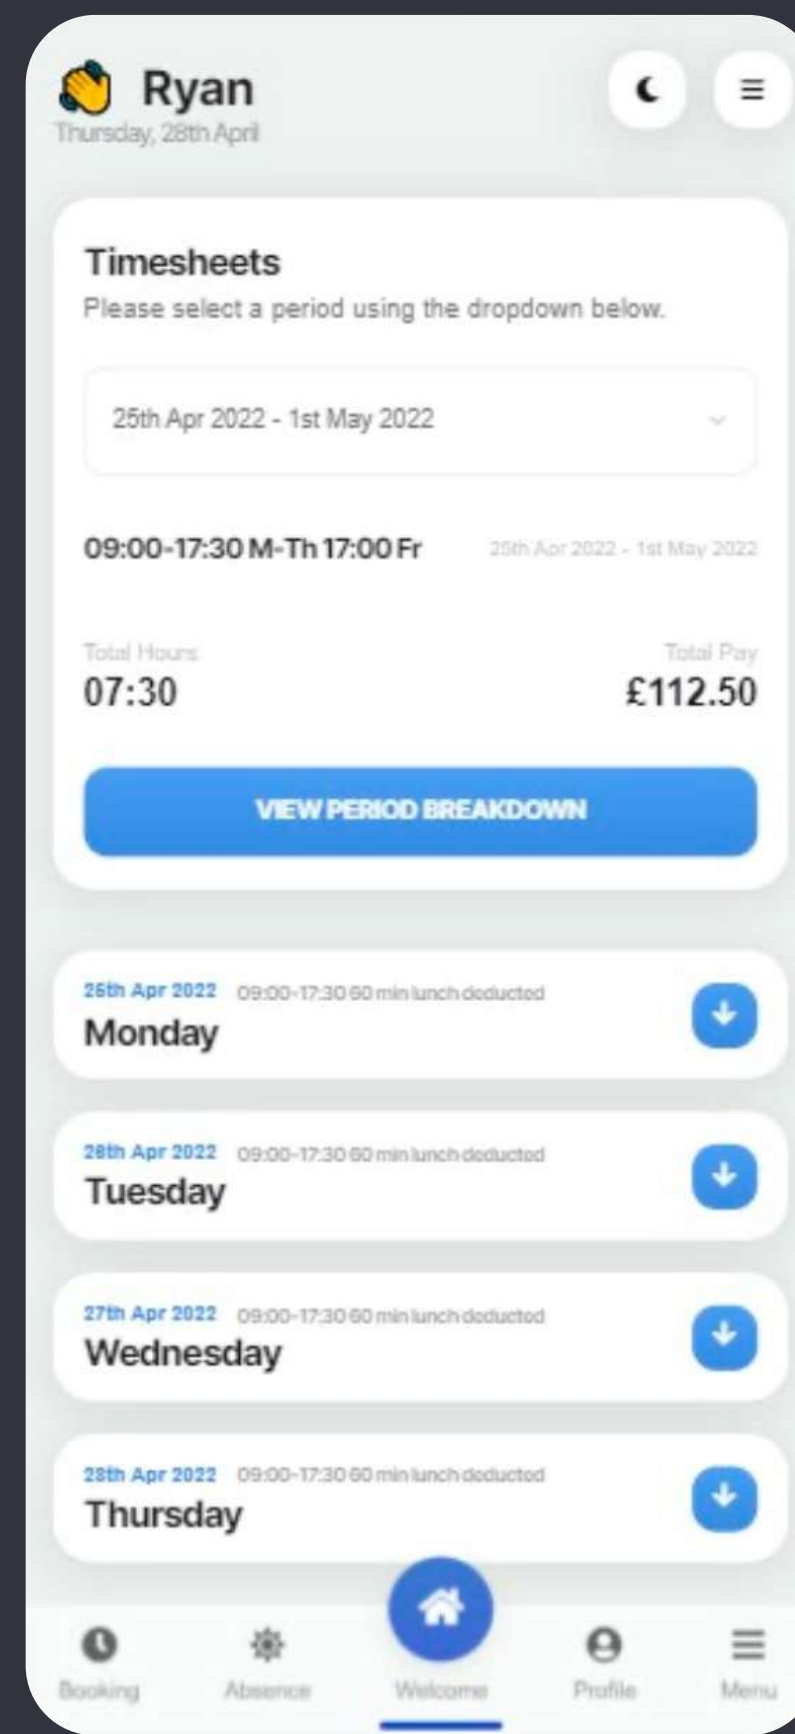 Ryan
Thursday, 28th April
Timesheets
Please select a period using the dropdown below.
25th Apr 2022 - 1st May 2022
09:00-17:30 M-Th 17:00 Fr
25th Apr 2022 - 1st May 2022
Total Hours
Total Pay
07:30
£112.50
VIEW PERIOD BREAKDOWN
Apr 2022 09:00-17:30 60 min lunch deducted
Monday
Apr 2022 09:00-17:30 60 min lunch deducted
Tuesday
27th Apr 2022 09:00-17:30 60 min lunch deducted
Wednesday
28th Apr 2022 09:00-17:30 60 min lunch deducted
Thursday
Booking
Absence
Welcome
Profile
Menu